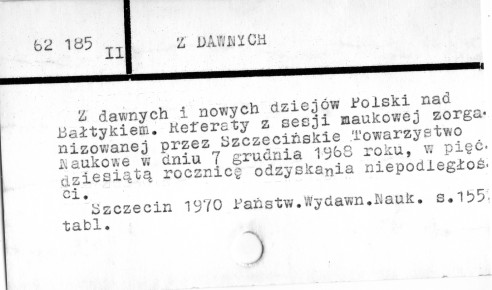 62 185 II
Z DAWNYCH
Z dawnych i nowych dziejów Polski nad
Bałtykiem. Referaty z sesji naukowej zorga-
nizowanej przez Szczecińskie Towarzystwo
Naukowe w dniu 7 grudnia 1968 roku, w pięć-
dziesiątą rocznicę odzyskania niepodległoś-
ci.
Szczecin 1970 Państw.Wydawn.Nauk. s.155.
tabl.